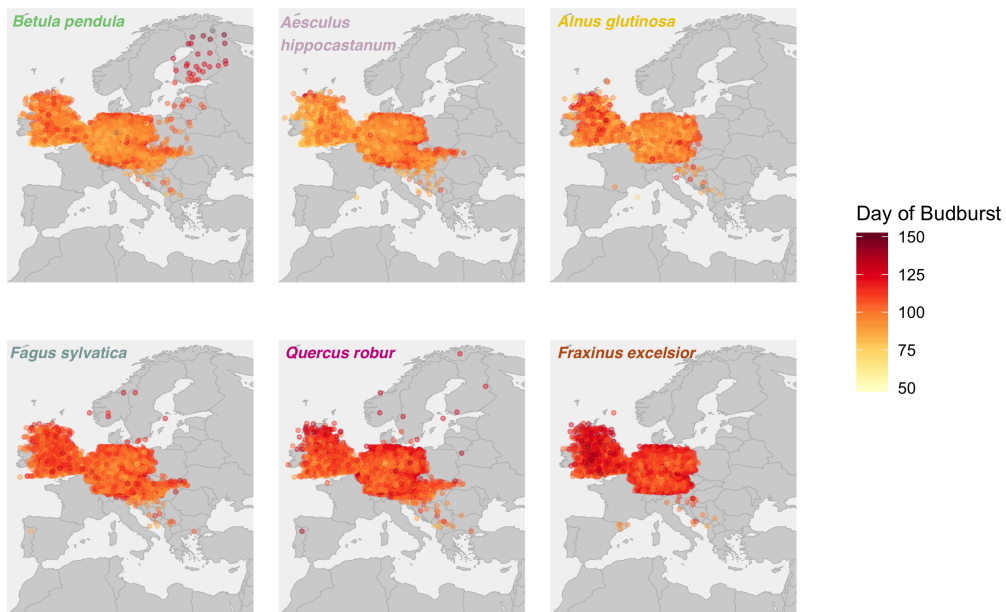 Betula pendula
Aesculus
hippocastanum
Alnus glutinosa
Day of Budburst
150
125
100
75
50
Fagus sylvatica
Quercus robur
Fraxinus excelsior